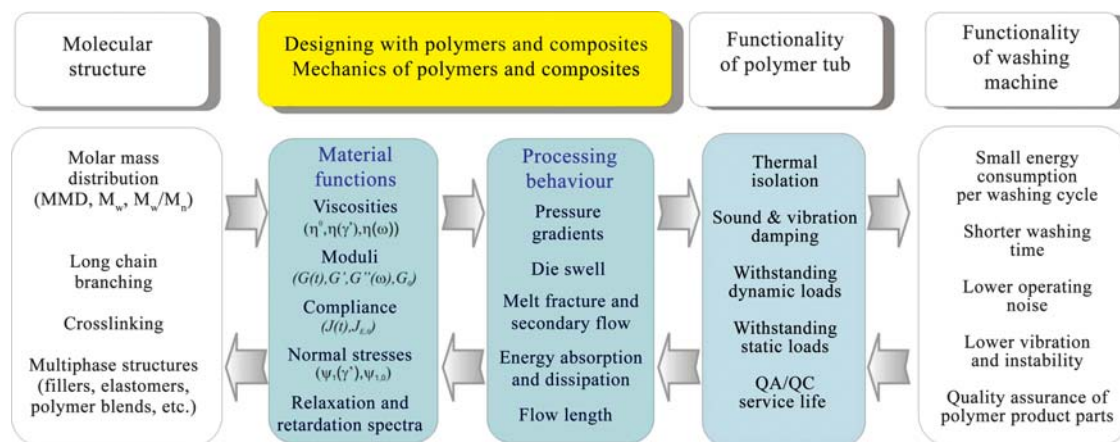 Molecular
structure
Designing with polymers and composites
Mechanics of polymers and composites
Functionality
of polymer tub
Functionality
of washing
machine
Molar mass
distribution
(MMD, Mw, Mw/Mn)
Long chain
branching
Crosslinking
Multiphase structures
(fillers, elastomers,
polymer blends, etc.)
Material
functions
Viscosities
(η⁰,η(γ˙),η(ω))
Moduli
(G(t),G',G''(ω),G₀)
Compliance
(J(t),J_E,0)
Normal stresses
(ψ₁(γ˙),ψ₁,₀)
Relaxation and
retardation spectra
Processing
behaviour
Pressure
gradients
Die swell
Melt fracture and
secondary flow
Energy absorption
and dissipation
Flow length
Thermal
isolation
Sound & vibration
damping
Withstanding
dynamic loads
Withstanding
static loads
QA/QC
service life
Small energy
consumption
per washing cycle
Shorter washing
time
Lower operating
noise
Lower vibration
and instability
Quality assurance of
polymer product parts